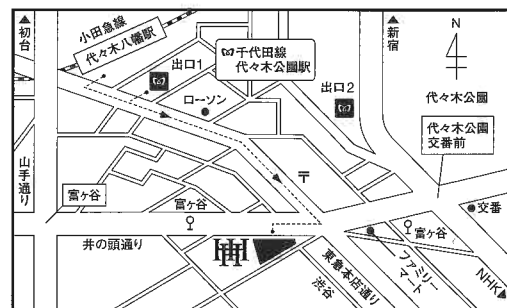 ▲初台
小田急線
代々木八幡駅
千代田線
代々木公園駅
▲新宿
N
出口1
出口2
ローソン
代々木公園
代々木公園
交番前
山手通り
富ヶ谷
〒
富ヶ谷
富ヶ谷
交番
井の頭通り
ファミリー
マート
東急本店通り
渋谷
NHK▲